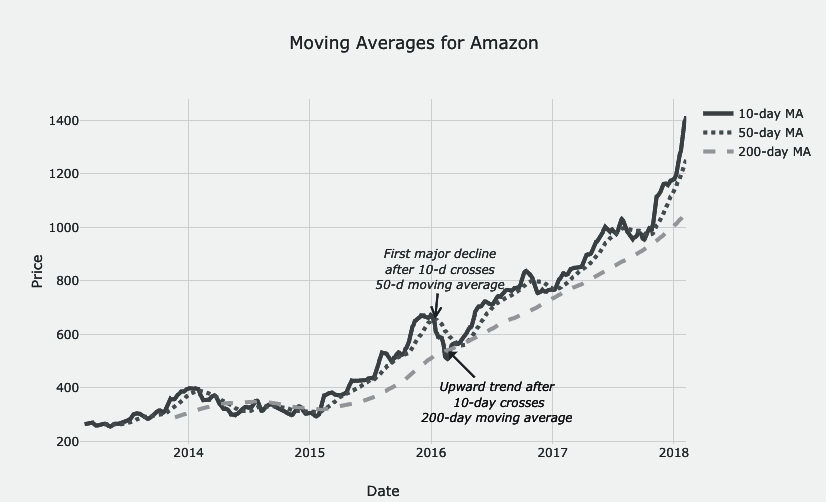 Moving Averages for Amazon
10-day MA
50-day MA
200-day MA
1400
1200
1000
800
600
400
200
Price
First major decline
after 10-d crosses
50-d moving average
Upward trend after
10-day crosses
200-day moving average
2014
2015
2016
2017
2018
Date